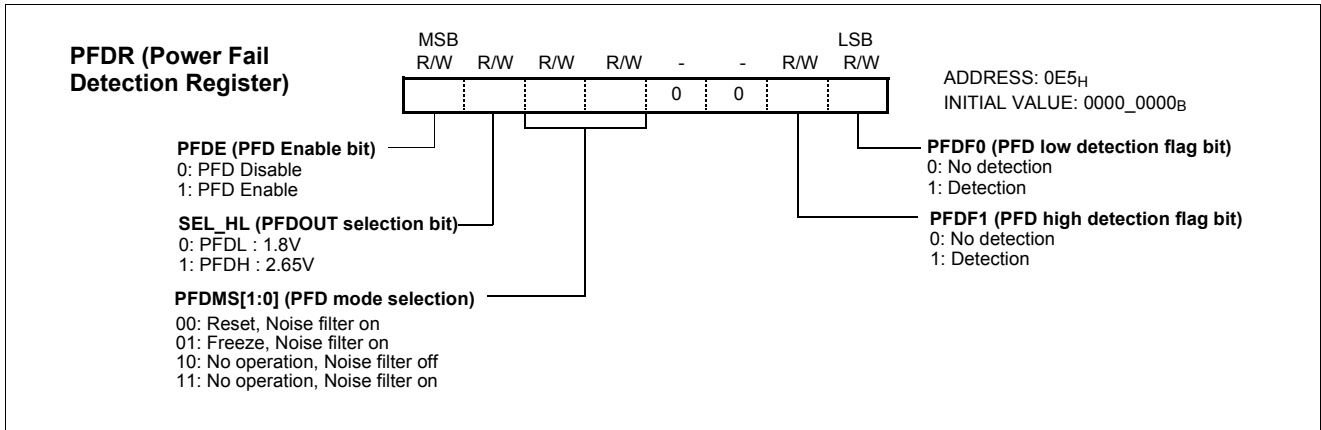 PFDR (Power Fail
Detection Register)
MSB LSB
R/W R/W R/W R/W - - R/W R/W
0 0
ADDRESS: 0E5H
INITIAL VALUE: 0000_0000B
PFDE (PFD Enable bit)
0: PFD Disable
1: PFD Enable
SEL_HL (PFDOUT selection bit)
0: PFDL : 1.8V
1: PFDH : 2.65V
PFDMS[1:0] (PFD mode selection)
00: Reset, Noise filter on
01: Freeze, Noise filter on
10: No operation, Noise filter off
11: No operation, Noise filter on
PFDF0 (PFD low detection flag bit)
0: No detection
1: Detection
PFDF1 (PFD high detection flag bit)
0: No detection
1: Detection